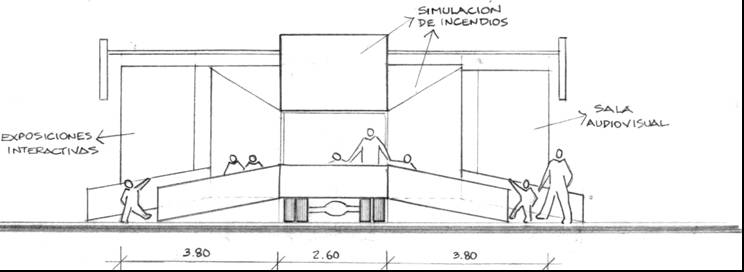 SIMULACION
DE INCENDIOS
EXPOSICIONES
INTERACTIVAS
SALA
AUDIOVISUAL
3.80
2.60
3.80